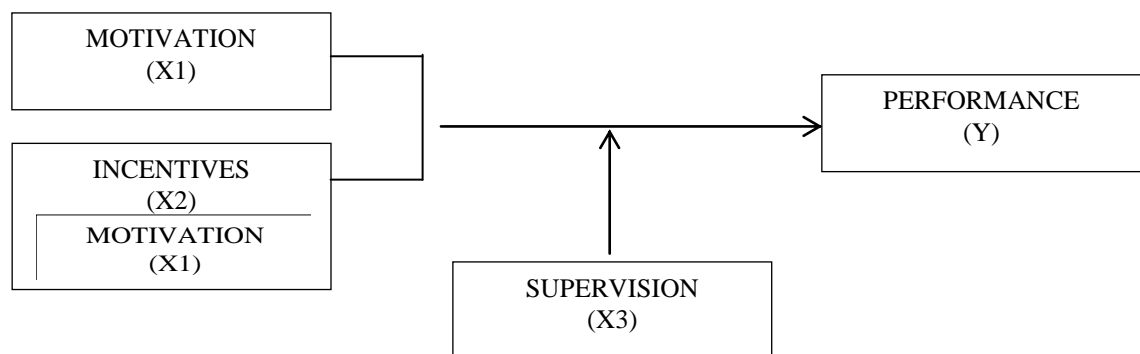 MOTIVATION
(X1)
PERFORMANCE
(Y)
INCENTIVES
(X2)
MOTIVATION
(X1)
SUPERVISION
(X3)